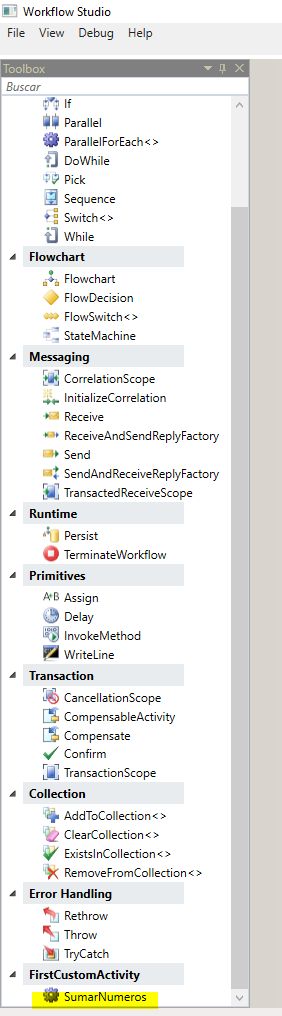 Workflow Studio
File View Debug Help
Toolbox
Buscar
If
Parallel
ParallelForEach<>
DoWhile
Pick
Sequence
Switch<>
While
Flowchart
Flowchart
FlowDecision
FlowSwitch<>
StateMachine
Messaging
CorrelationScope
InitializeCorrelation
Receive
ReceiveAndSendReplyFactory
Send
SendAndReceiveReplyFactory
TransactedReceiveScope
Runtime
Persist
TerminateWorkflow
Primitives
A+B Assign
Delay
InvokeMethod
WriteLine
Transaction
CancellationScope
CompensableActivity
Compensate
Confirm
TransactionScope
Collection
AddToCollection<>
ClearCollection<>
ExistsInCollection<>
RemoveFromCollection<>
Error Handling
Rethrow
Throw
TryCatch
FirstCustomActivity
SumarNumeros